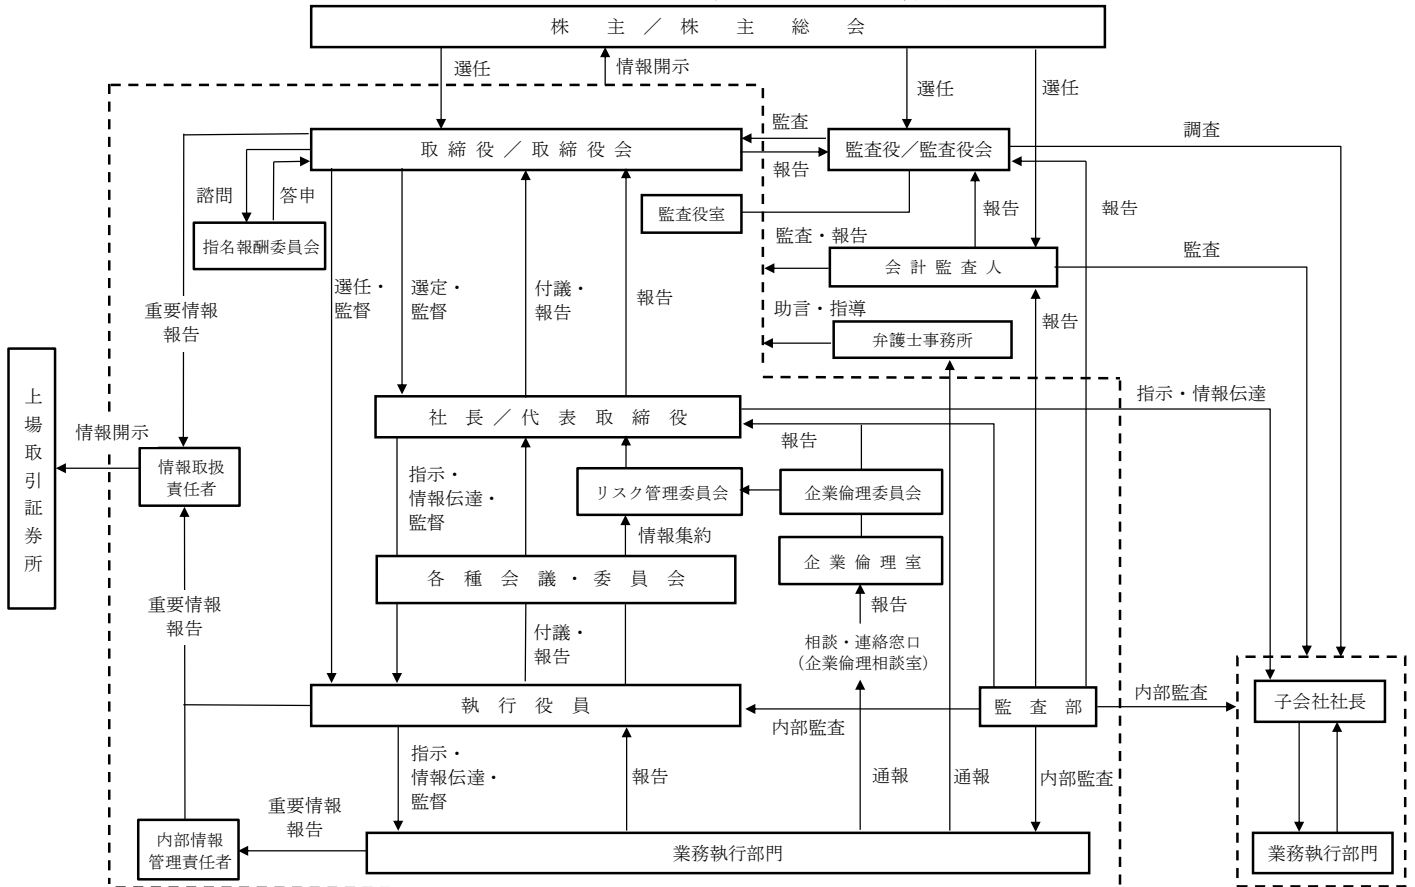 株主／株主総会
選任
情報開示
選任
選任
取締役／取締役会
監査
報告
監査役／監査役会
調査
諮問
答申
監査役室
報告
報告
指名報酬委員会
監査・報告
会計監査人
監査
選任・
監督
選定・
監督
付議・
報告
報告
重要情報
報告
助言・指導
報告
弁護士事務所
上場取引証券所
社長／代表取締役
指示・情報伝達
情報開示
報告
情報取扱
責任者
指示・
情報伝達・
監督
リスク管理委員会
企業倫理委員会
情報集約
企業倫理室
各種会議・委員会
重要情報
報告
報告
付議・
報告
相談・連絡窓口
（企業倫理相談室）
執行役員
監査部
内部監査
子会社社長
内部監査
指示・
情報伝達・
監督
報告
通報
通報
内部監査
重要情報
報告
内部情報
管理責任者
業務執行部門
業務執行部門